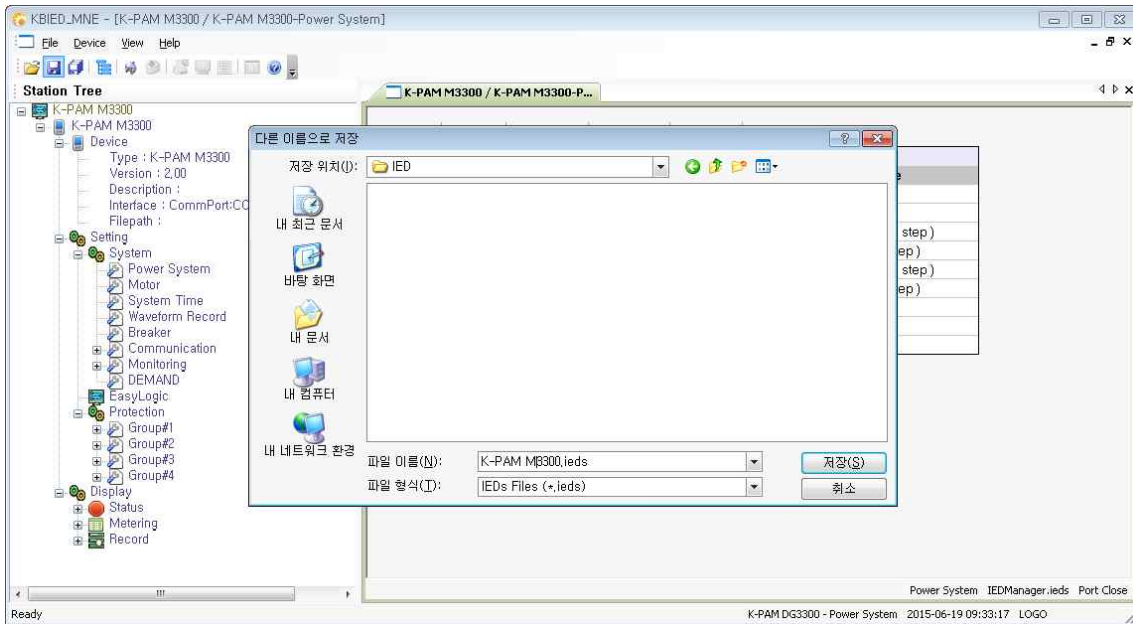 KBIED_MNE - [K-PAM M3300 / K-PAM M3300-Power System]
File Device View Help
Station Tree
K-PAM M3300 / K-PAM M3300-P...
K-PAM M3300
K-PAM M3300
Device
Type : K-PAM M3300
Version : 2,00
Description :
Interface : CommPort:CO
Filepath :
Setting
System
Power System
Motor
System Time
Waveform Record
Breaker
Communication
Monitoring
DEMAND
EasyLogic
Protection
Group#1
Group#2
Group#3
Group#4
Display
Status
Metering
Record
다른 이름으로 저장
저장 위치(I):
IED
내 최근 문서
바탕 화면
내 문서
내 컴퓨터
내 네트워크 환경
파일 이름(N):
K-PAM M3300,ieds
저장(S)
파일 형식(T):
IEDs Files (*,ieds)
취소
step )
ep )
step )
ep )
Power System IEDManager.ieds Port Close
Ready
K-PAM DG3300 - Power System 2015-06-19 09:33:17 LOGO